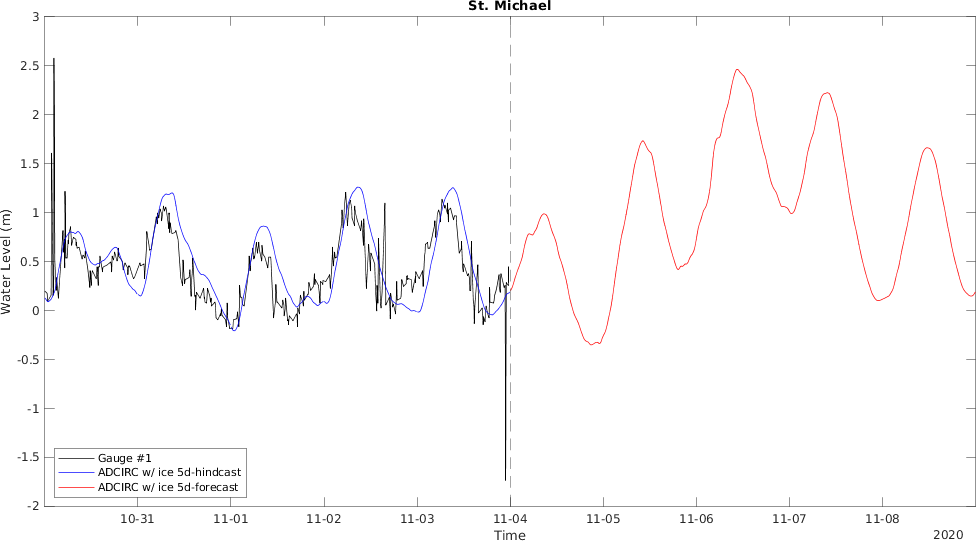 St. Michael
3
2.5
2
1.5
1
0.5
0
-0.5
-1
-1.5
-2
Water Level (m)
Gauge #1
ADCIRC w/ ice 5d-hindcast
ADCIRC w/ ice 5d-forecast
10-31 11-01 11-02 11-03 11-04 11-05 11-06 11-07 11-08
Time
2020